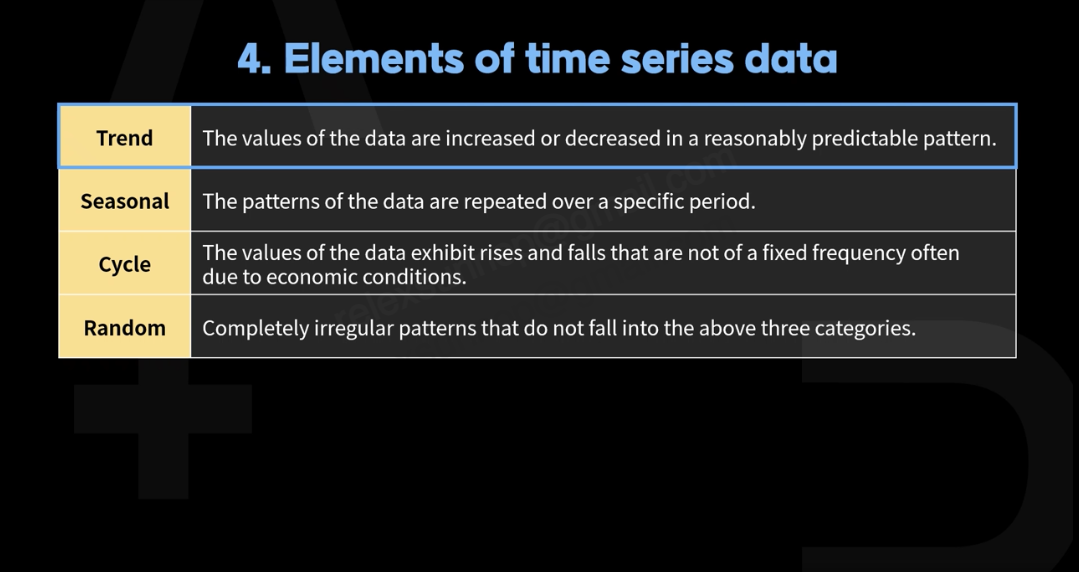 4. Elements of time series data
Trend
The values of the data are increased or decreased in a reasonably predictable pattern.
Seasonal
The patterns of the data are repeated over a specific period.
Cycle
The values of the data exhibit rises and falls that are not of a fixed frequency often
due to economic conditions.
Random
Completely irregular patterns that do not fall into the above three categories.